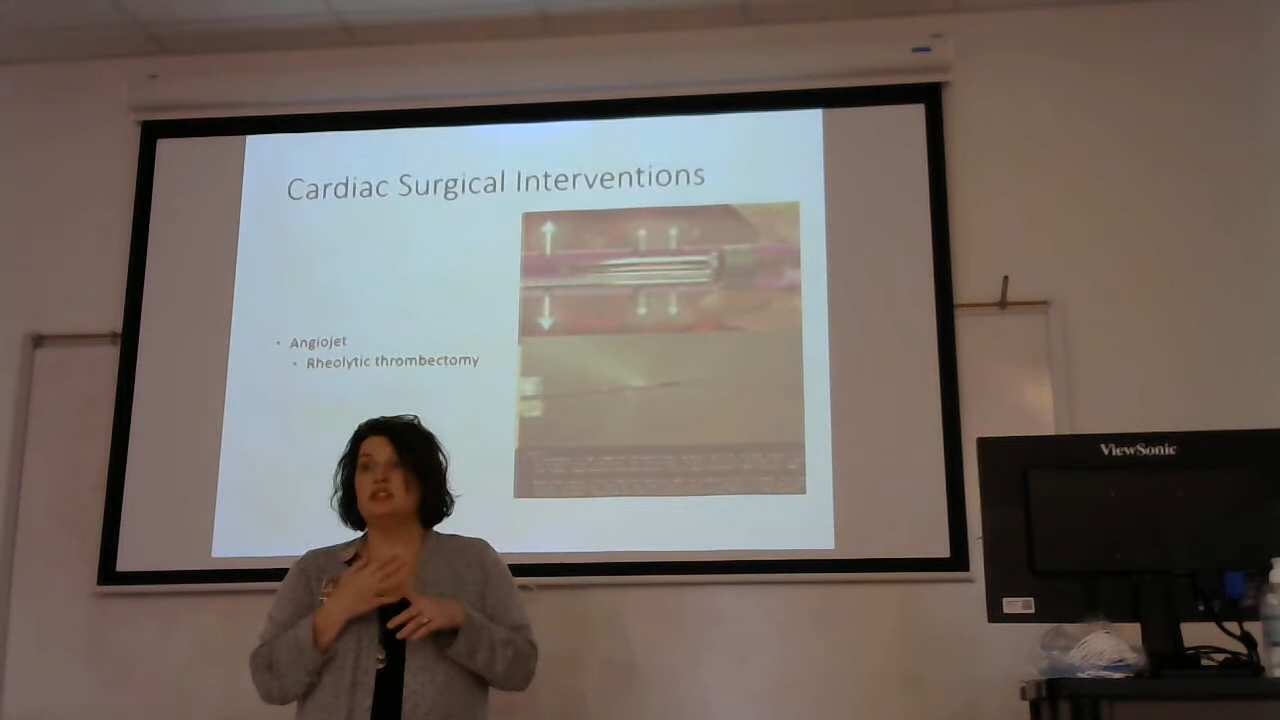 Cardiac Surgical Interventions
• Angiojet
• Rheolytic thrombectomy
ViewSonic